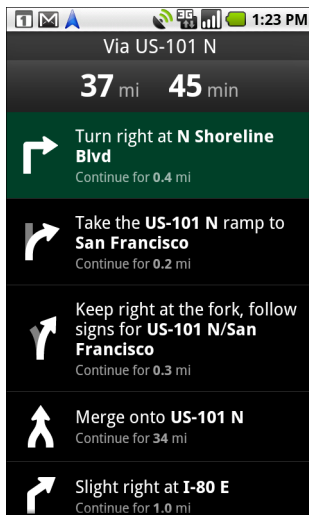 1 3G 1:23 PM
Via US-101 N
37 mi 45 min
Turn right at N Shoreline
Blvd
Continue for 0.4 mi
Take the US-101 N ramp to
San Francisco
Continue for 0.2 mi
Keep right at the fork, follow
signs for US-101 N/San
Francisco
Continue for 0.3 mi
Merge onto US-101 N
Continue for 34 mi
Slight right at I-80 E
Continue for 1.0 mi